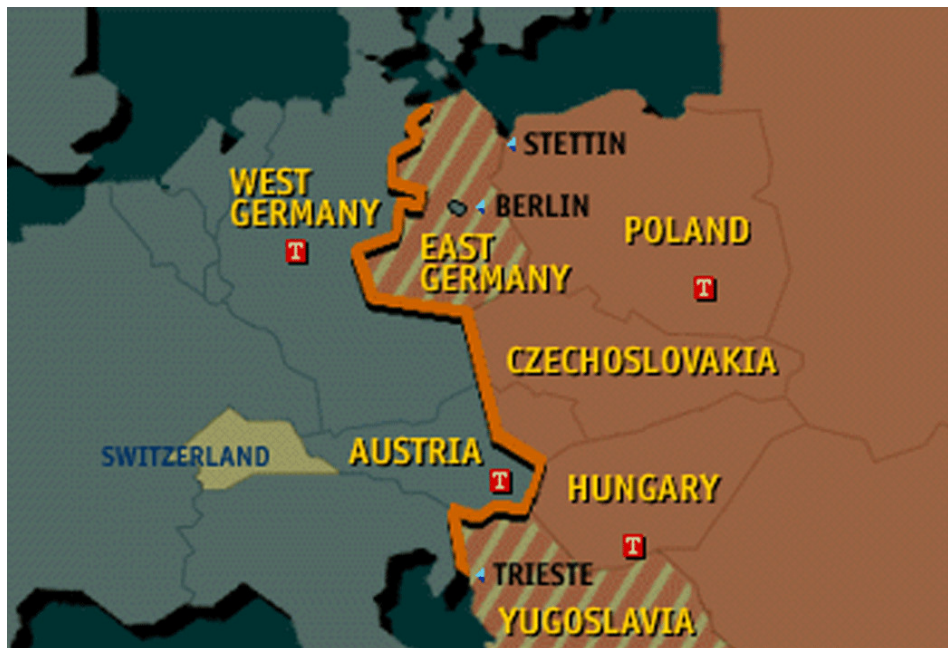 STETTIN
WEST
GERMANY
BERLIN
T
POLAND
EAST
GERMANY
T
CZECHOSLOVAKIA
SWITZERLAND
AUSTRIA
T
HUNGARY
T
TRIESTE
YUGOSLAVIA